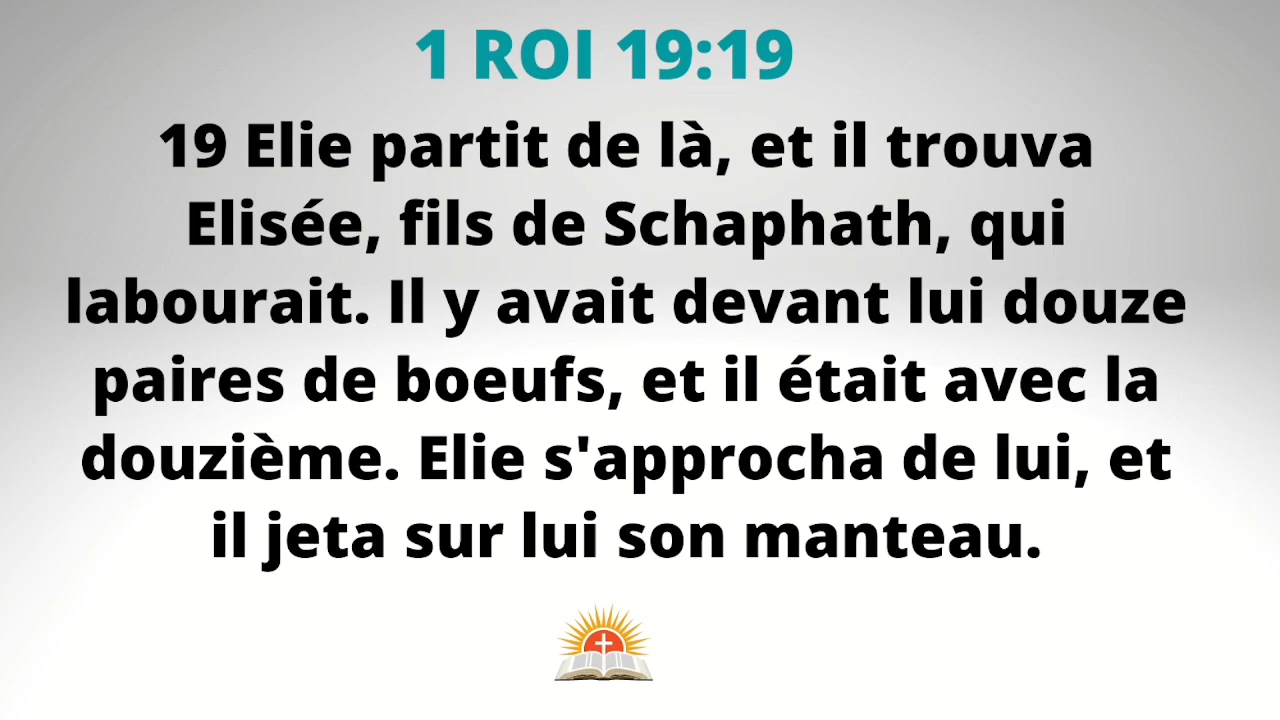 1 ROI 19:19
19 Elie partit de là, et il trouva
Elisée, fils de Schaphath, qui
labourait. Il y avait devant lui douze
paires de boeufs, et il était avec la
douzième. Elie s'approcha de lui, et
il jeta sur lui son manteau.